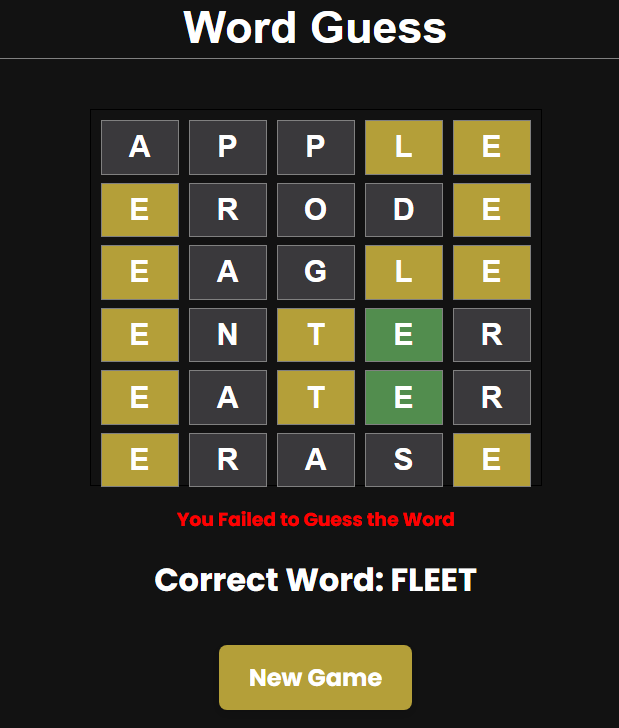 Word Guess
A P P L E
E R O D E
E A G L E
E N T E R
E A T E R
E R A S E
You Failed to Guess the Word
Correct Word: FLEET
New Game